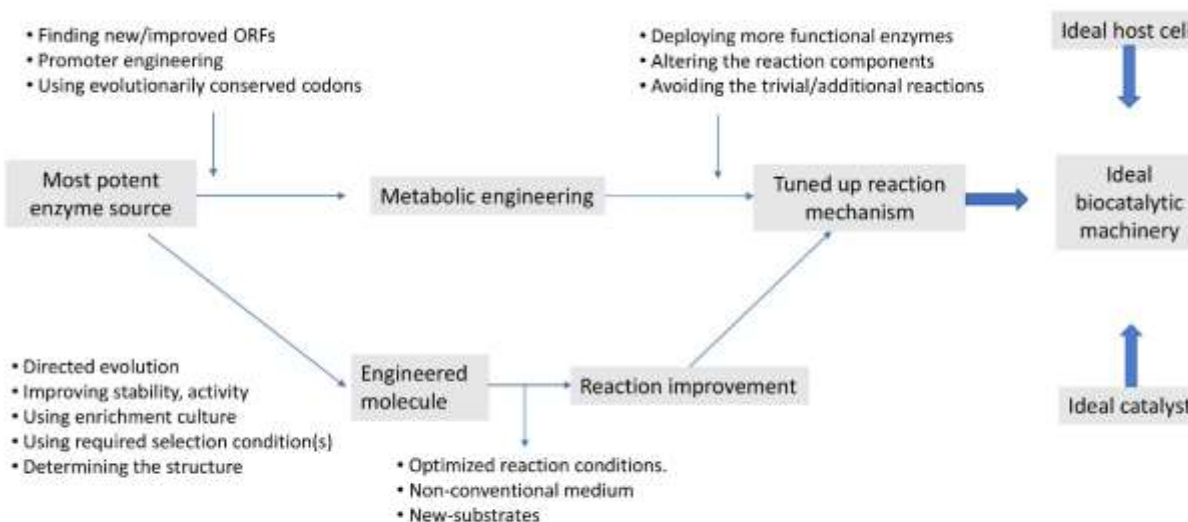 • Finding new/improved ORFs
• Promoter engineering
• Using evolutionarily conserved codons
• Deploying more functional enzymes
• Altering the reaction components
• Avoiding the trivial/additional reactions
Ideal host cell
Most potent
enzyme source
Metabolic engineering
Tuned up reaction
mechanism
Ideal
biocatalytic
machinery
• Directed evolution
• Improving stability, activity
• Using enrichment culture
• Using required selection condition(s)
• Determining the structure
Engineered
molecule
Reaction improvement
Ideal catalyst
• Optimized reaction conditions.
• Non-conventional medium
• New-substrates